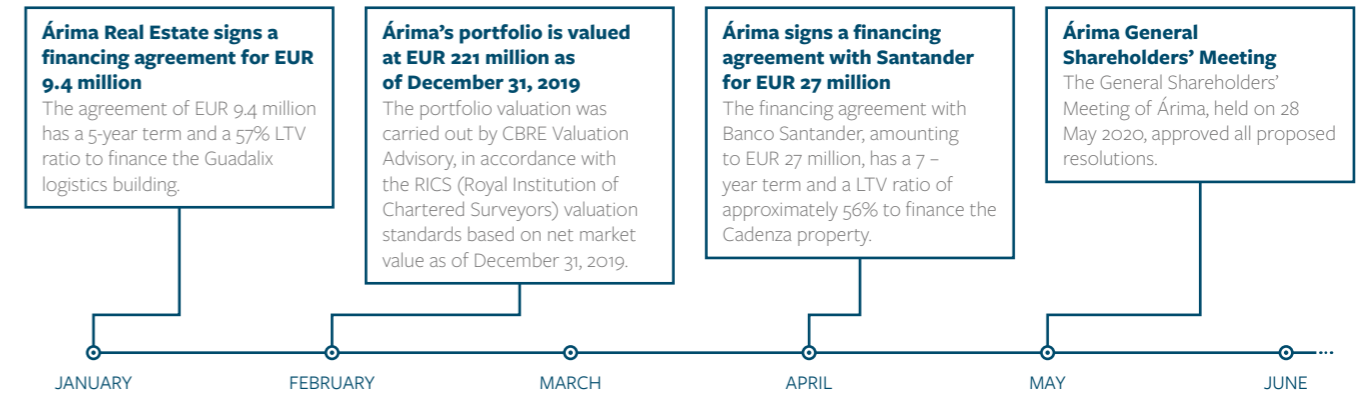 Árima Real Estate signs a
financing agreement for EUR
9.4 million
The agreement of EUR 9.4 million
has a 5-year term and a 57% LTV
ratio to finance the Guadalix
logistics building.
Árima’s portfolio is valued
at EUR 221 million as
of December 31, 2019
The portfolio valuation was
carried out by CBRE Valuation
Advisory, in accordance with
the RICS (Royal Institution of
Chartered Surveyors) valuation
standards based on net market
value as of December 31, 2019.
Árima signs a financing
agreement with Santander
for EUR 27 million
The financing agreement with
Banco Santander, amounting
to EUR 27 million, has a 7 –
year term and a LTV ratio of
approximately 56% to finance the
Cadenza property.
Árima General
Shareholders’ Meeting
The General Shareholders’
Meeting of Árima, held on 28
May 2020, approved all proposed
resolutions.
JANUARY
FEBRUARY
MARCH
APRIL
MAY
JUNE